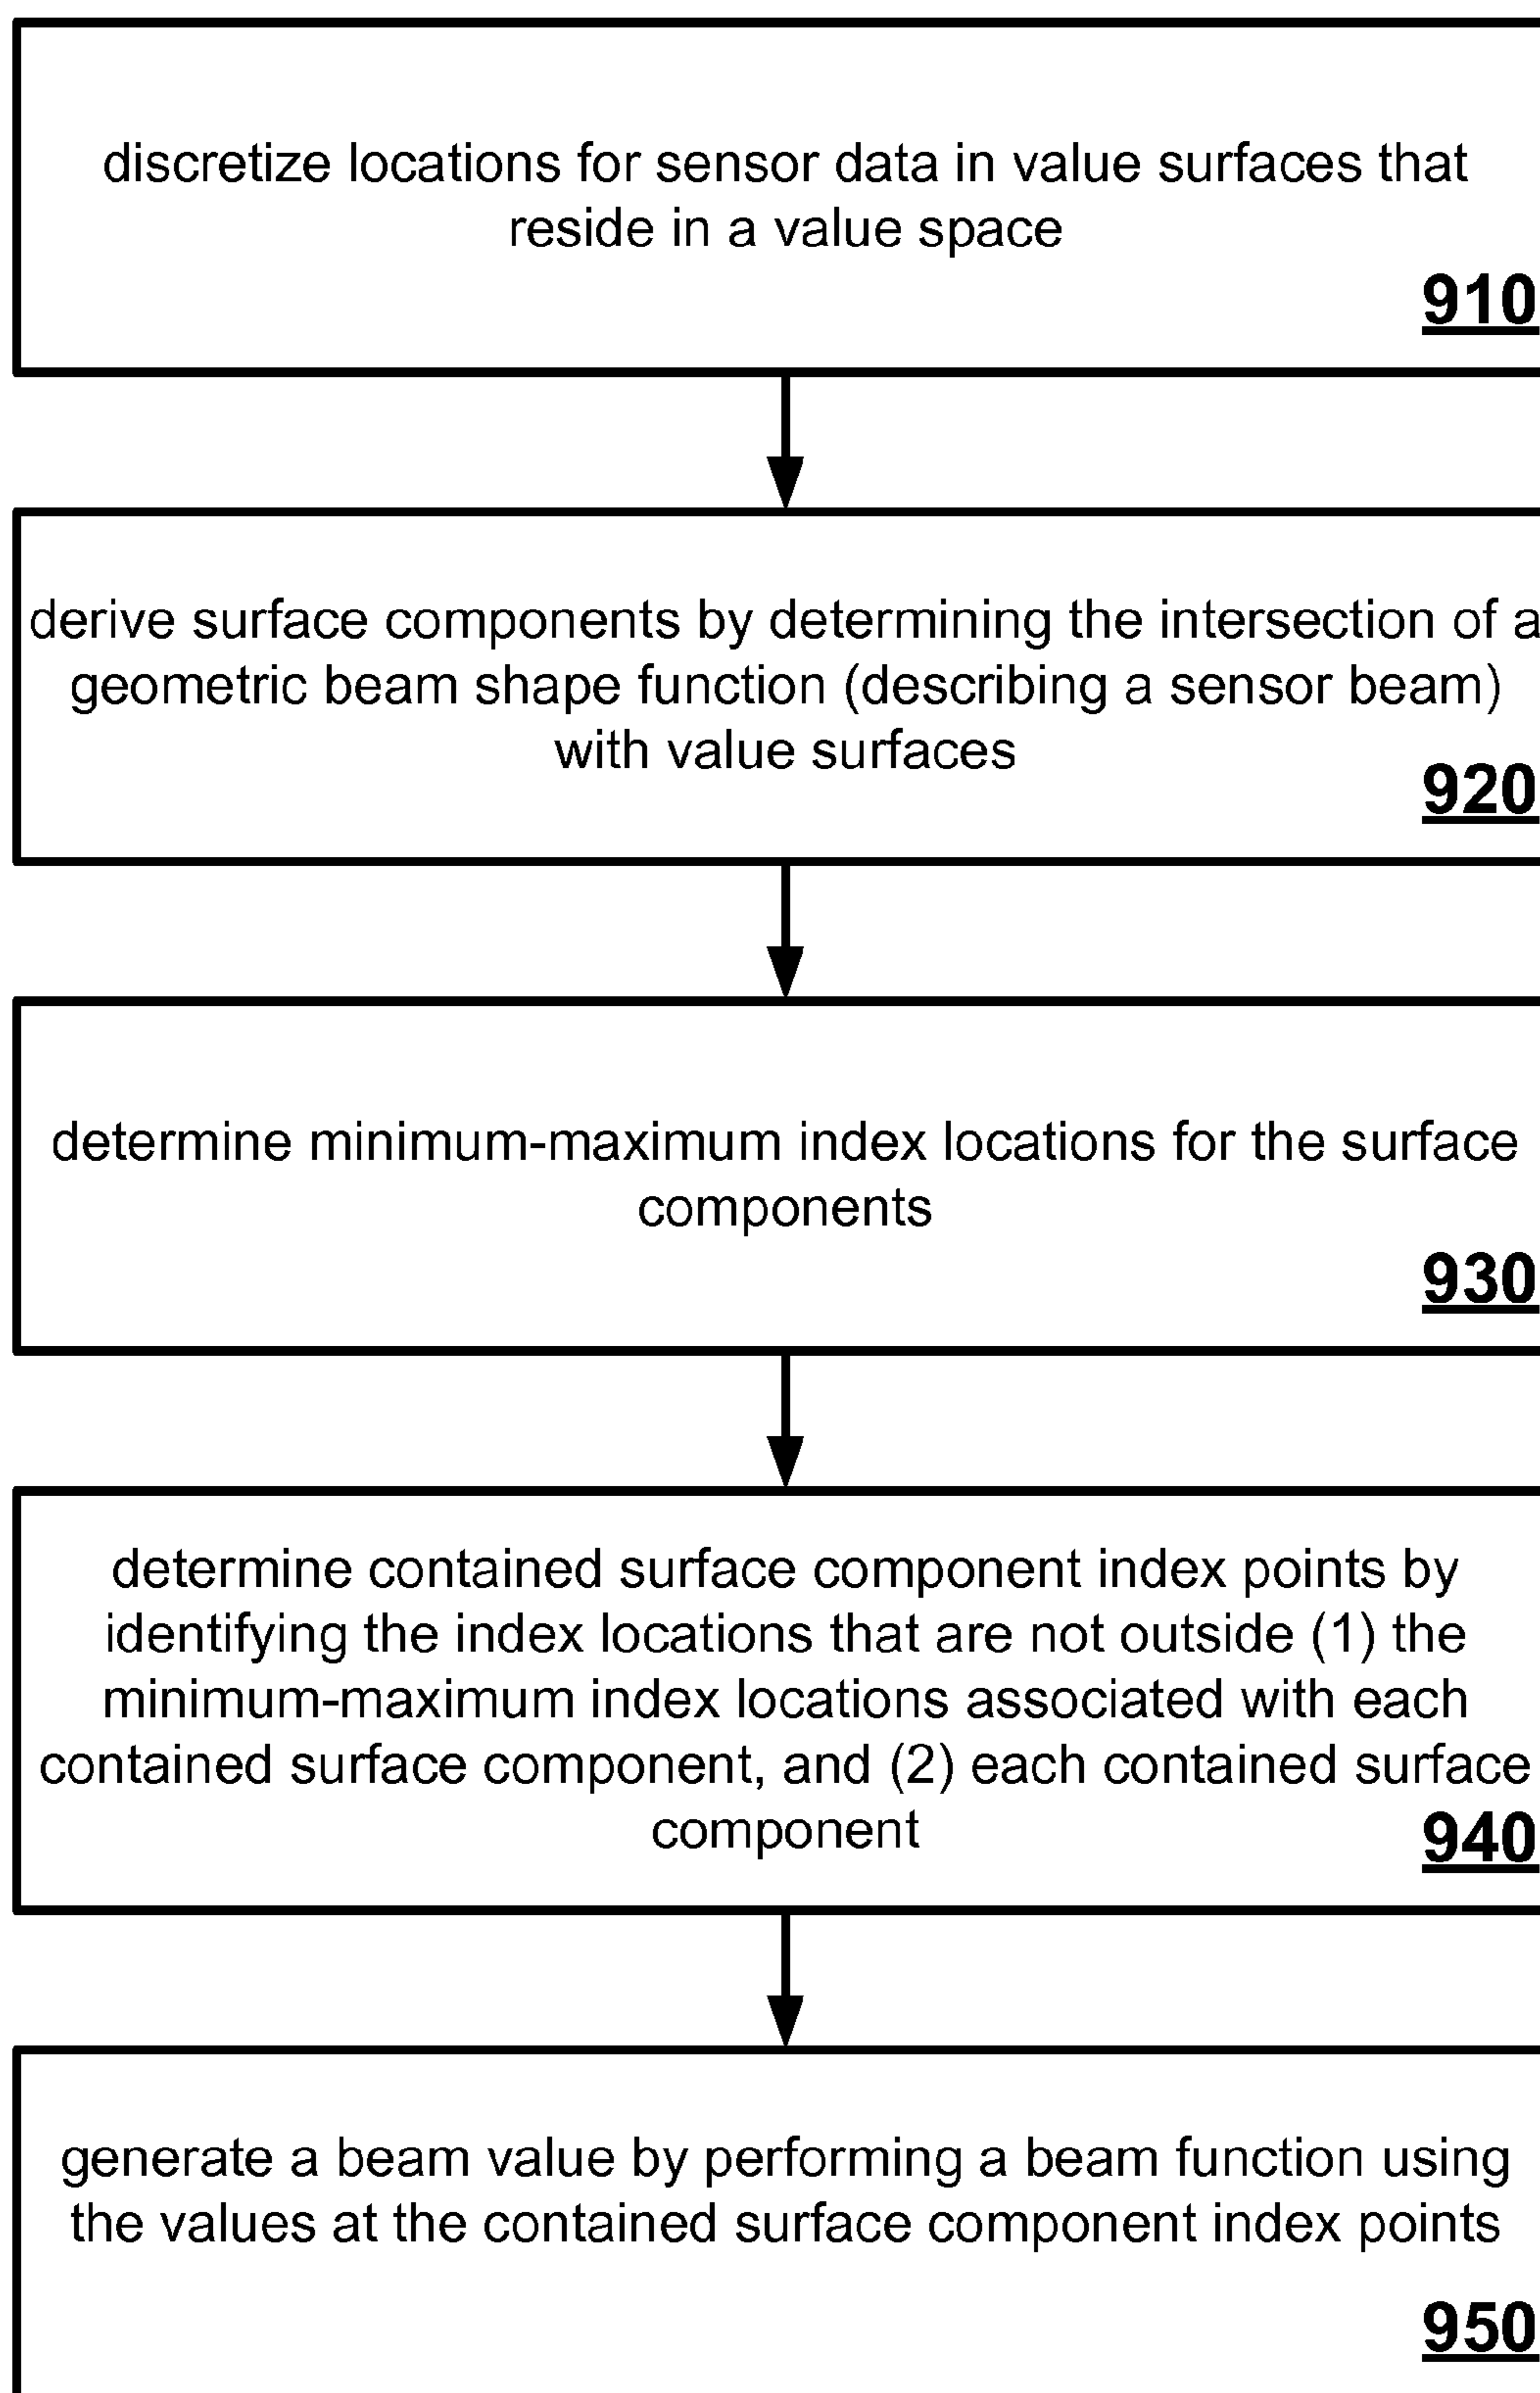 discretize locations for sensor data in value surfaces that
reside in a value space
910
derive surface components by determining the intersection of a
geometric beam shape function (describing a sensor beam)
with value surfaces
920
determine minimum-maximum index locations for the surface
components
930
determine contained surface component index points by
identifying the index locations that are not outside (1) the
minimum-maximum index locations associated with each
contained surface component, and (2) each contained surface
component
940
generate a beam value by performing a beam function using
the values at the contained surface component index points
950